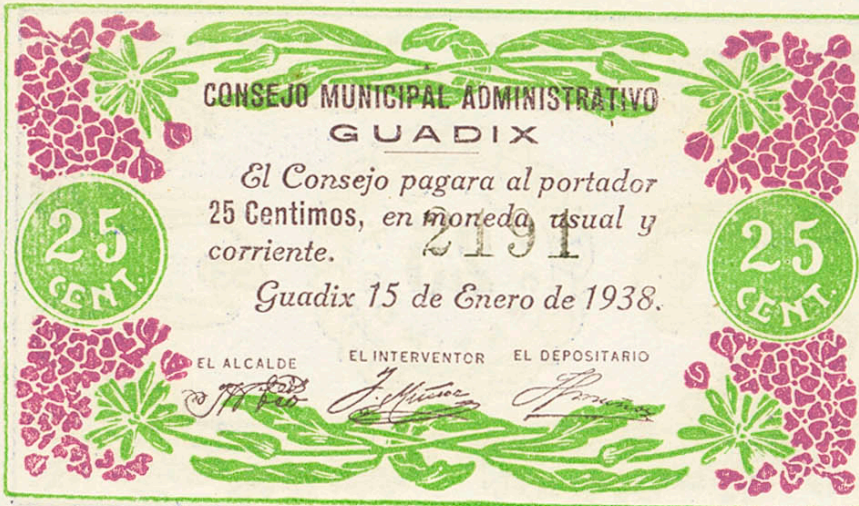 CONSEJO MUNICIPAL ADMINISTRATIVO
GUADIX
El Consejo pagara al portador
25 Centimos, en moneda usual y
corriente.
2191
Guadix 15 de Enero de 1938.
25
CENT.
25
CENT.
EL ALCALDE
EL INTERVENTOR
EL DEPOSITARIO
J. Muñoz